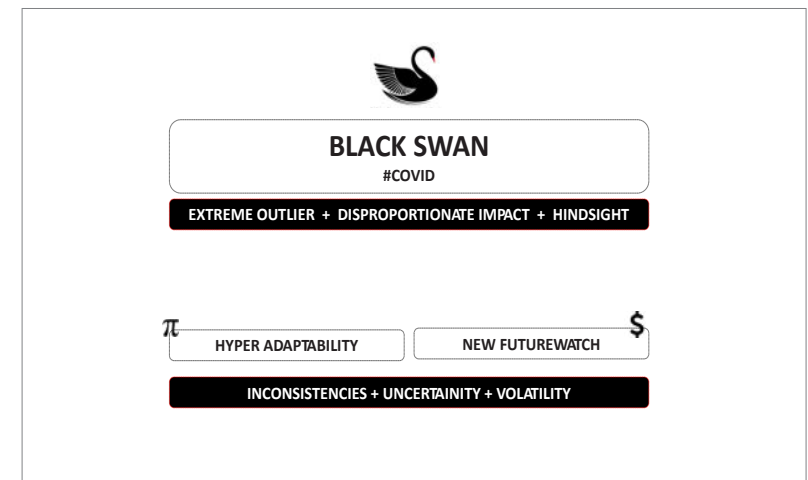 BLACK SWAN
#COVID
EXTREME OUTLIER + DISPROPORTIONATE IMPACT + HINDSIGHT
π $
HYPER ADAPTABILITY NEW FUTUREWATCH
INCONSISTENCIES + UNCERTAINITY + VOLATILITY